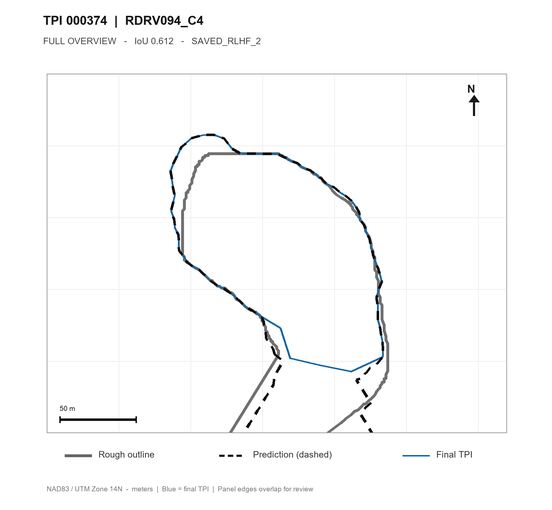 TPI 000374 | RDRV094_C4
FULL OVERVIEW - IoU 0.612 - SAVED_RLHF_2
N
50 m
Rough outline Prediction (dashed) Final TPI
NAD83 / UTM Zone 14N - meters | Blue = final TPI | Panel edges overlap for review